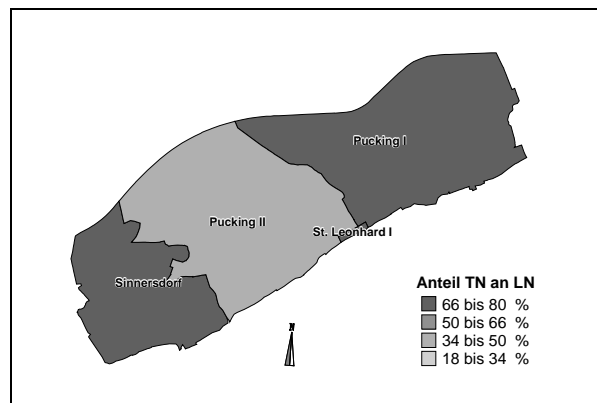 Pucking I
Pucking II
St. Leonhard I
Sinnersdorf
Anteil TN an LN
66 bis 80 %
50 bis 66 %
34 bis 50 %
18 bis 34 %
N